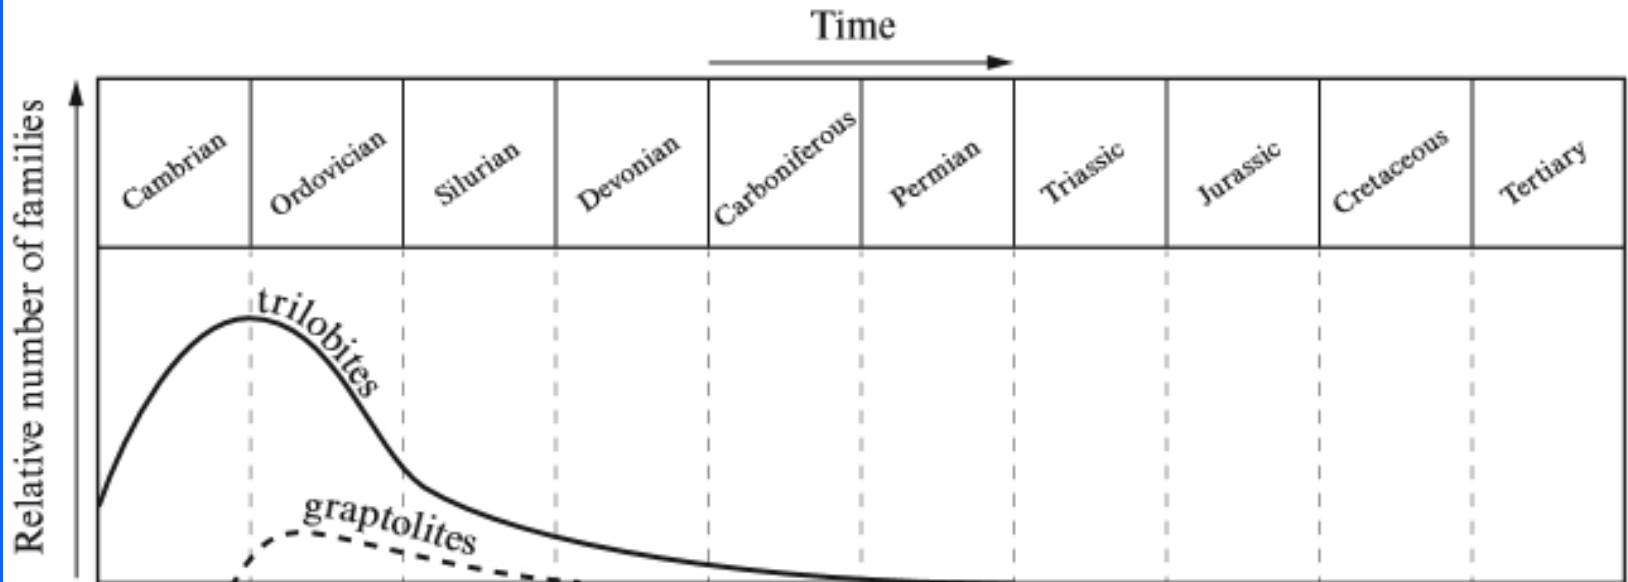 Time
Relative number of families
Cambrian
Ordovician
Silurian
Devonian
Carboniferous
Permian
Triassic
Jurassic
Cretaceous
Tertiary
trilobites
graptolites